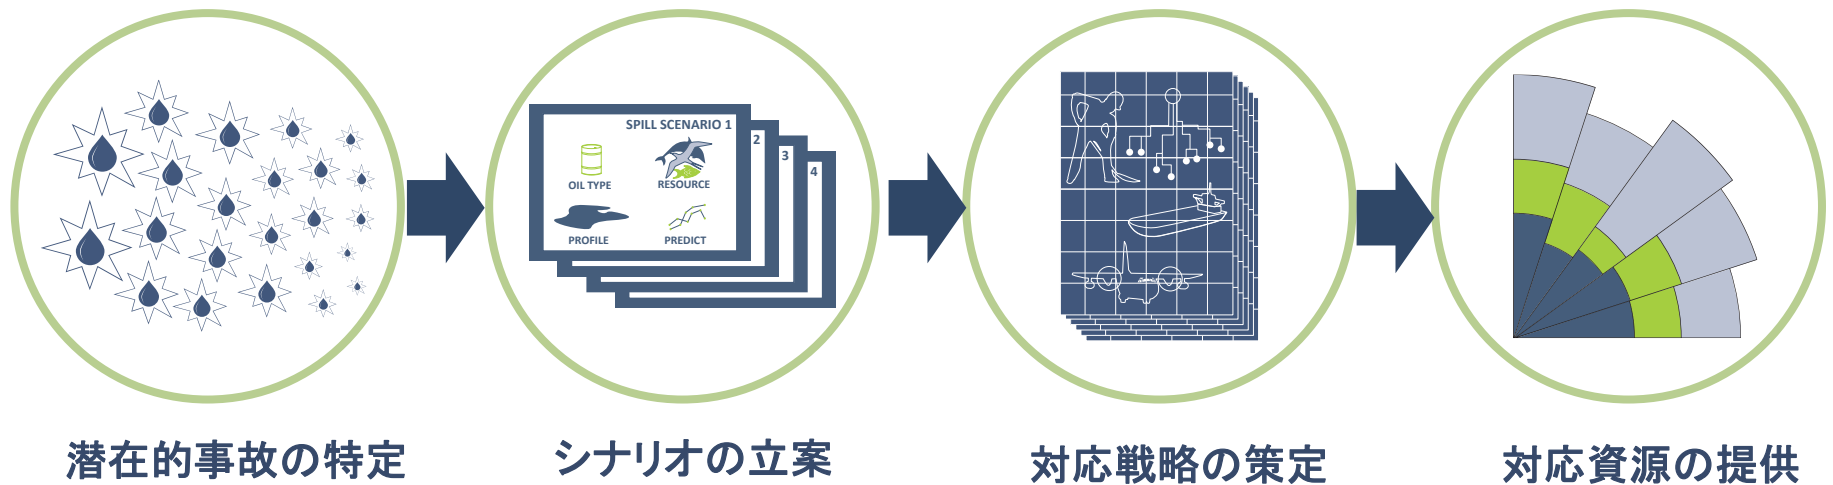 SPILL SCENARIO 1
2
3
4
OIL TYPE
RESOURCE
PROFILE
PREDICT
潜在的事故の特定
シナリオの立案
対応戦略の策定
対応資源の提供